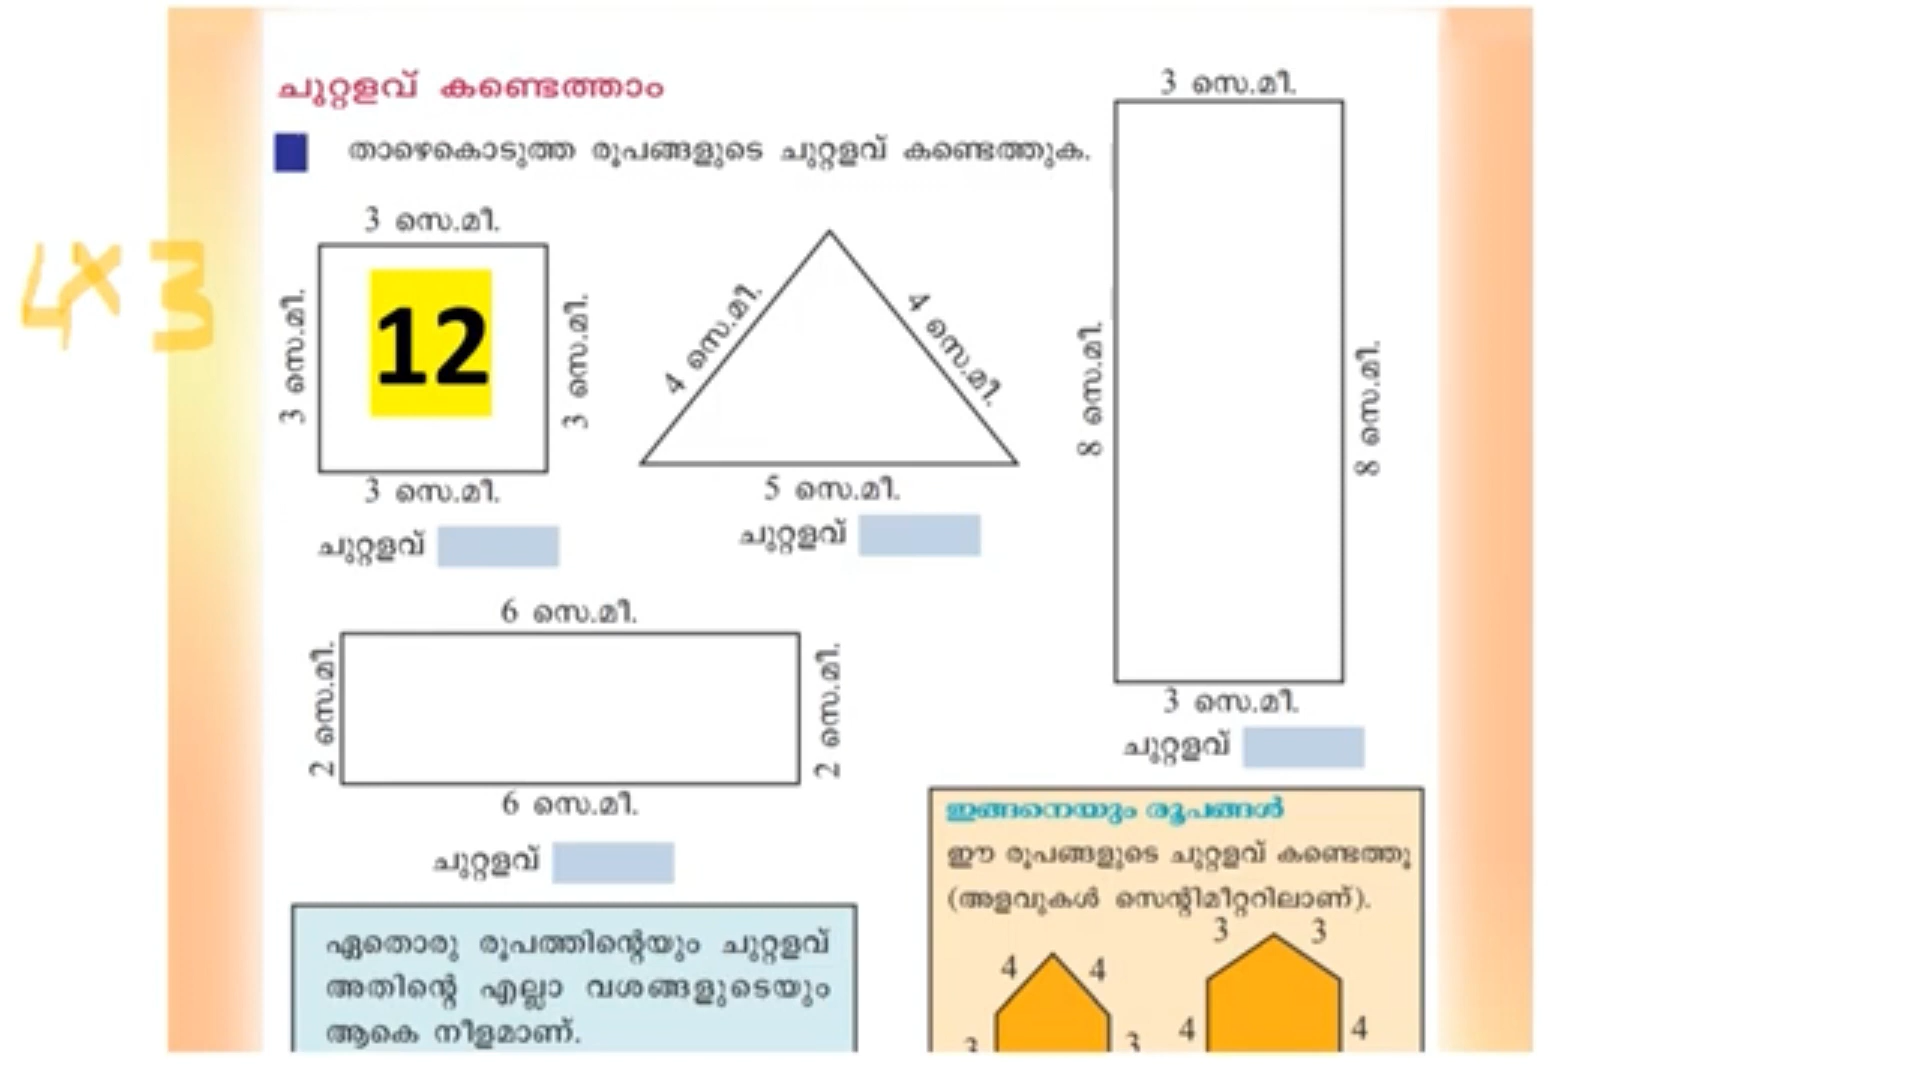 ചുറ്റളവ് കണ്ടെത്താം
താഴെകൊടുത്ത രൂപങ്ങളുടെ ചുറ്റളവ് കണ്ടെത്തുക.
4×3
3 സെ.മീ.
3 സെ.മീ.
12
3 സെ.മീ.
3 സെ.മീ.
ചുറ്റളവ്
4 സെ.മീ.
4 സെ.മീ.
5 സെ.മീ.
ചുറ്റളവ്
3 സെ.മീ.
8 സെ.മീ.
8 സെ.മീ.
3 സെ.മീ.
ചുറ്റളവ്
6 സെ.മീ.
2 സെ.മീ.
2 സെ.മീ.
6 സെ.മീ.
ചുറ്റളവ്
ഏതൊരു രൂപത്തിന്റെയും ചുറ്റളവ്
അതിന്റെ എല്ലാ വശങ്ങളുടെയും
ആകെ നീളമാണ്.
ഇങ്ങനെയും രൂപങ്ങൾ
ഈ രൂപങ്ങളുടെ ചുറ്റളവ് കണ്ടെത്തൂ
(അളവുകൾ സെന്റിമീറ്ററിലാണ്).
4 4
3 3
3 3
4 4